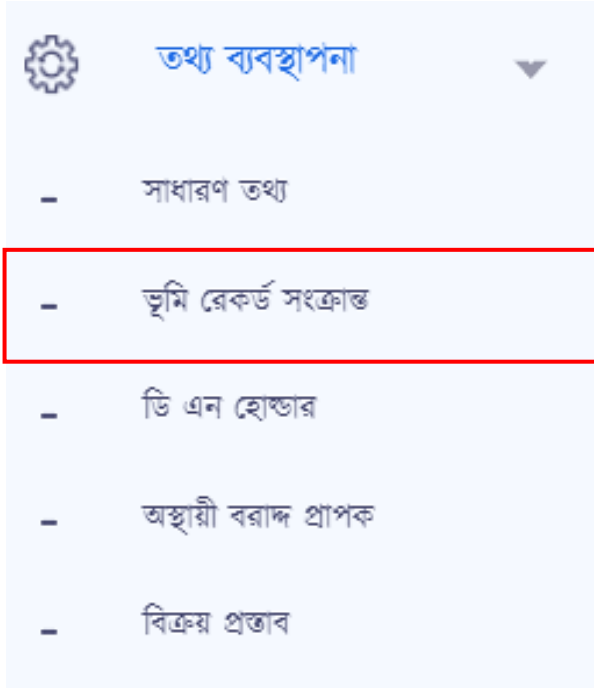 তথ্য ব্যবস্থাপনা
- সাধারণ তথ্য
- ভূমি রেকর্ড সংক্রান্ত
- ডি এন হোল্ডার
- অস্থায়ী বরাদ্দ প্রাপক
- বিক্রয় প্রস্তাব